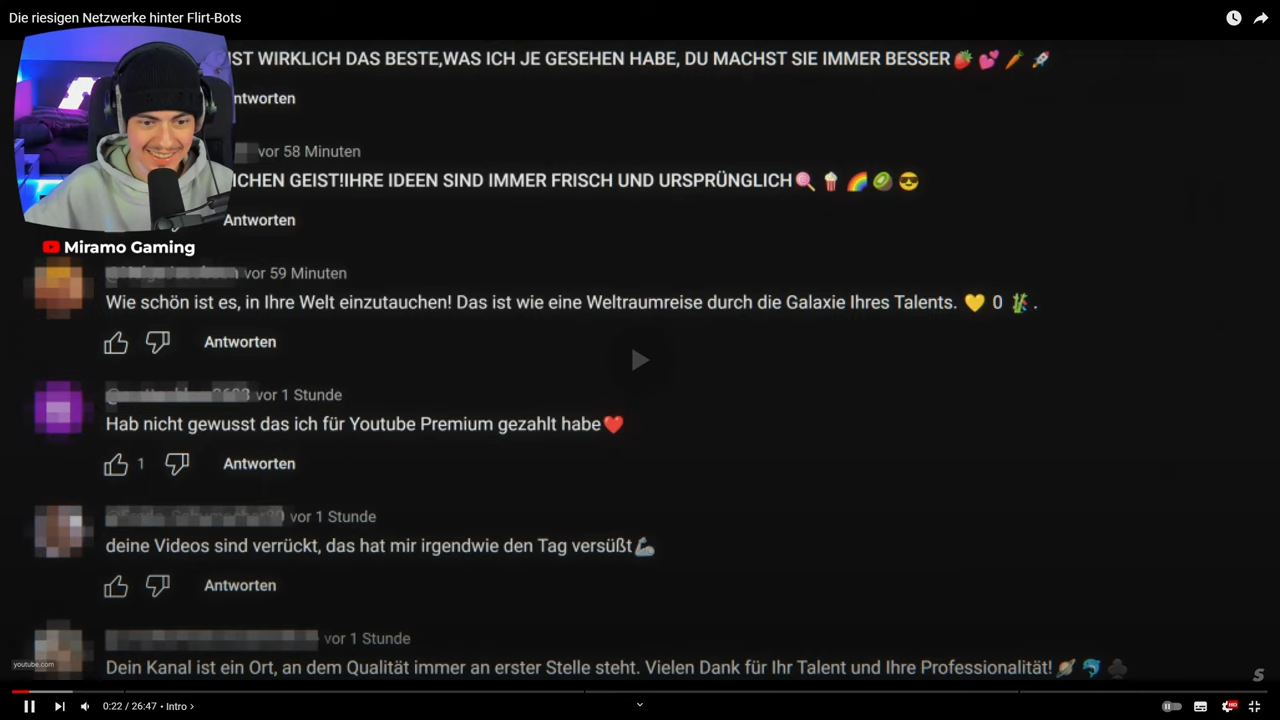 Die riesigen Netzwerke hinter Flirt-Bots
IST WIRKLICH DAS BESTE,WAS ICH JE GESEHEN HABE, DU MACHST SIE IMMER BESSER🍓 💕 🥕 🚀
ntworten
vor 58 Minuten
ICHEN GEIST!IHRE IDEEN SIND IMMER FRISCH UND URSPRÜNGLICH🍭 🍿 🌈 🥝 😎
Antworten
Miramo Gaming
vor 59 Minuten
Wie schön ist es, in Ihre Welt einzutauchen! Das ist wie eine Weltraumreise durch die Galaxie Ihres Talents. 💛 0 🎋.
Antworten
vor 1 Stunde
Hab nicht gewusst das ich für Youtube Premium gezahlt habe❤️
1 Antworten
vor 1 Stunde
deine Videos sind verrückt, das hat mir irgendwie den Tag versüßt💪
Antworten
vor 1 Stunde
youtube.com
Dein Kanal ist ein Ort, an dem Qualität immer an erster Stelle steht. Vielen Dank für Ihr Talent und Ihre Professionalität! 🪐 🐬 ♣️
0:22 / 26:47 • Intro ›
HD